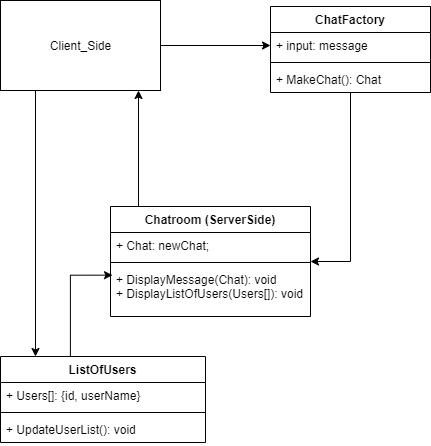 Client_Side
ChatFactory
+ input: message
+ MakeChat(): Chat
Chatroom (ServerSide)
+ Chat: newChat;
+ DisplayMessage(Chat): void
+ DisplayListOfUsers(Users[]): void
ListOfUsers
+ Users[]: {id, userName}
+ UpdateUserList(): void